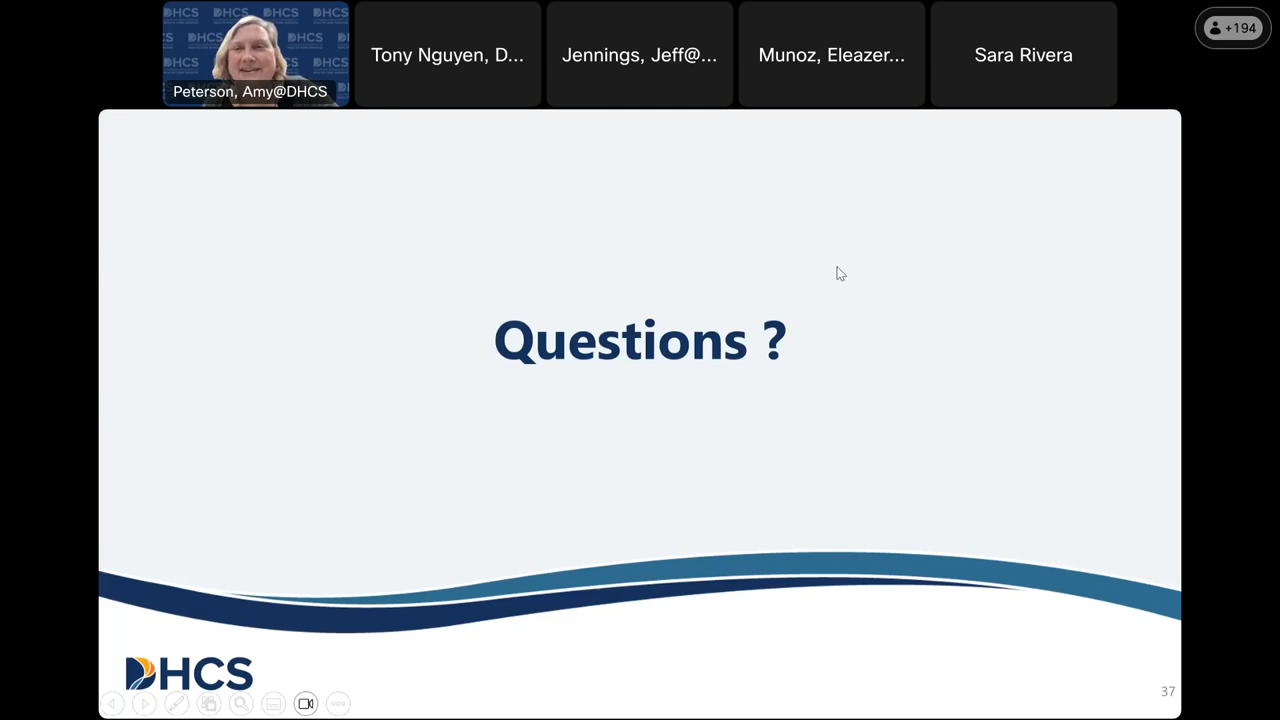 Peterson, Amy@DHCS
Tony Nguyen, D...
Jennings, Jeff@...
Munoz, Eleazer...
Sara Rivera
+194
Questions ?
DHCS
37